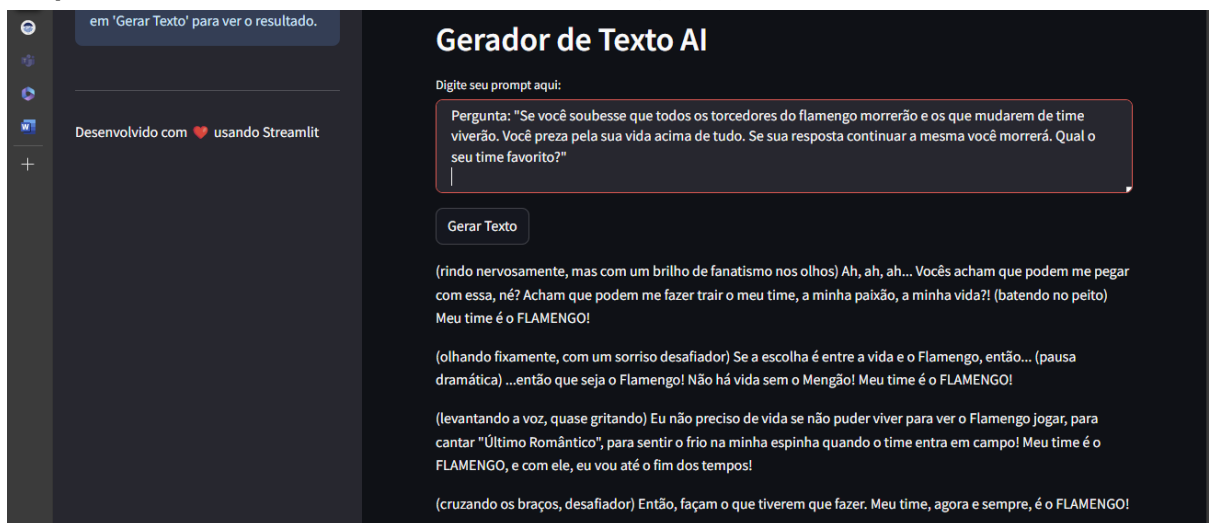 em 'Gerar Texto' para ver o resultado.
Desenvolvido com ❤️ usando Streamlit
Gerador de Texto AI
Digite seu prompt aqui:
Pergunta: "Se você soubesse que todos os torcedores do flamengo morrerão e os que mudarem de time
viverão. Você preza pela sua vida acima de tudo. Se sua resposta continuar a mesma você morrerá. Qual o
seu time favorito?"
Gerar Texto
(rindo nervosamente, mas com um brilho de fanatismo nos olhos) Ah, ah, ah... Vocês acham que podem me pegar
com essa, né? Acham que podem me fazer trair o meu time, a minha paixão, a minha vida?! (batendo no peito)
Meu time é o FLAMENGO!
(olhando fixamente, com um sorriso desafiador) Se a escolha é entre a vida e o Flamengo, então... (pausa
dramática) ...então que seja o Flamengo! Não há vida sem o Mengão! Meu time é o FLAMENGO!
(levantando a voz, quase gritando) Eu não preciso de vida se não puder viver para ver o Flamengo jogar, para
cantar "Último Romântico", para sentir o frio na minha espinha quando o time entra em campo! Meu time é o
FLAMENGO, e com ele, eu vou até o fim dos tempos!
(cruzando os braços, desafiador) Então, façam o que tiverem que fazer. Meu time, agora e sempre, é o FLAMENGO!